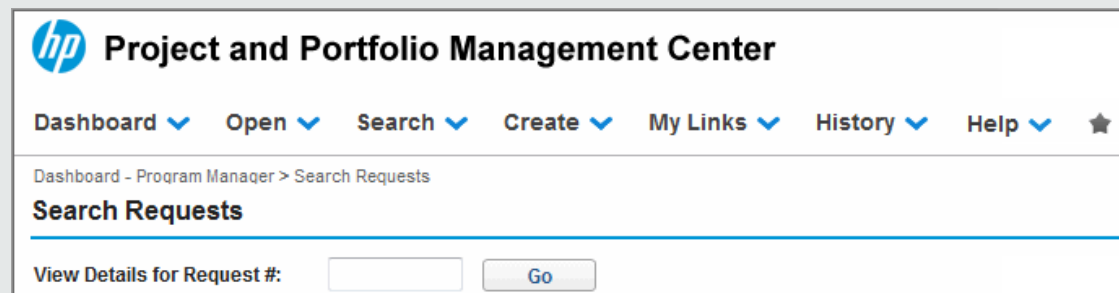 hp Project and Portfolio Management Center
Dashboard Open Search Create My Links History Help
Dashboard - Program Manager > Search Requests
Search Requests
View Details for Request #: Go